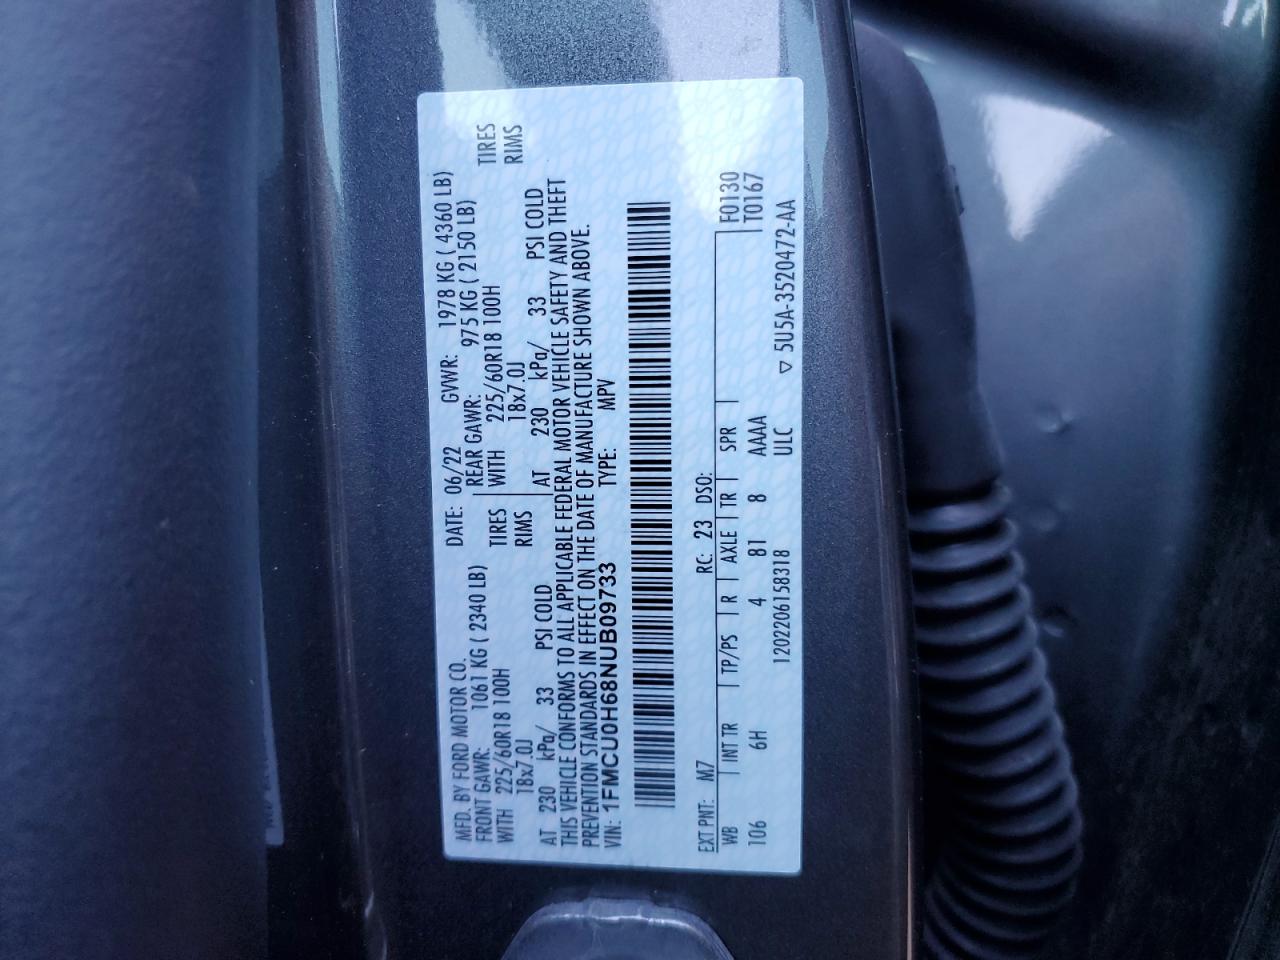 MFD. BY FORD MOTOR CO. DATE: 06/22 GVWR: 1978 KG ( 4360 LB)
FRONT GAWR: 1061 KG ( 2340 LB) REAR GAWR: 975 KG ( 2150 LB)
WITH 225/60R18 100H TIRES WITH 225/60R18 100H TIRES
18x7.0J RIMS 18x7.0J RIMS
AT 230 kPa/ 33 PSI COLD AT 230 kPa/ 33 PSI COLD
THIS VEHICLE CONFORMS TO ALL APPLICABLE FEDERAL MOTOR VEHICLE SAFETY AND THEFT
PREVENTION STANDARDS IN EFFECT ON THE DATE OF MANUFACTURE SHOWN ABOVE.
VIN: 1FMCU0H68NUB09733 TYPE: MPV
EXT PNT: M7 RC: 23 DSO: F0130
WB INT TR TP/PS R AXLE TR SPR T0167
106 6H 4 81 8 AAAA
1202206158318 ULC ▽ 5U5A-3520472-AA